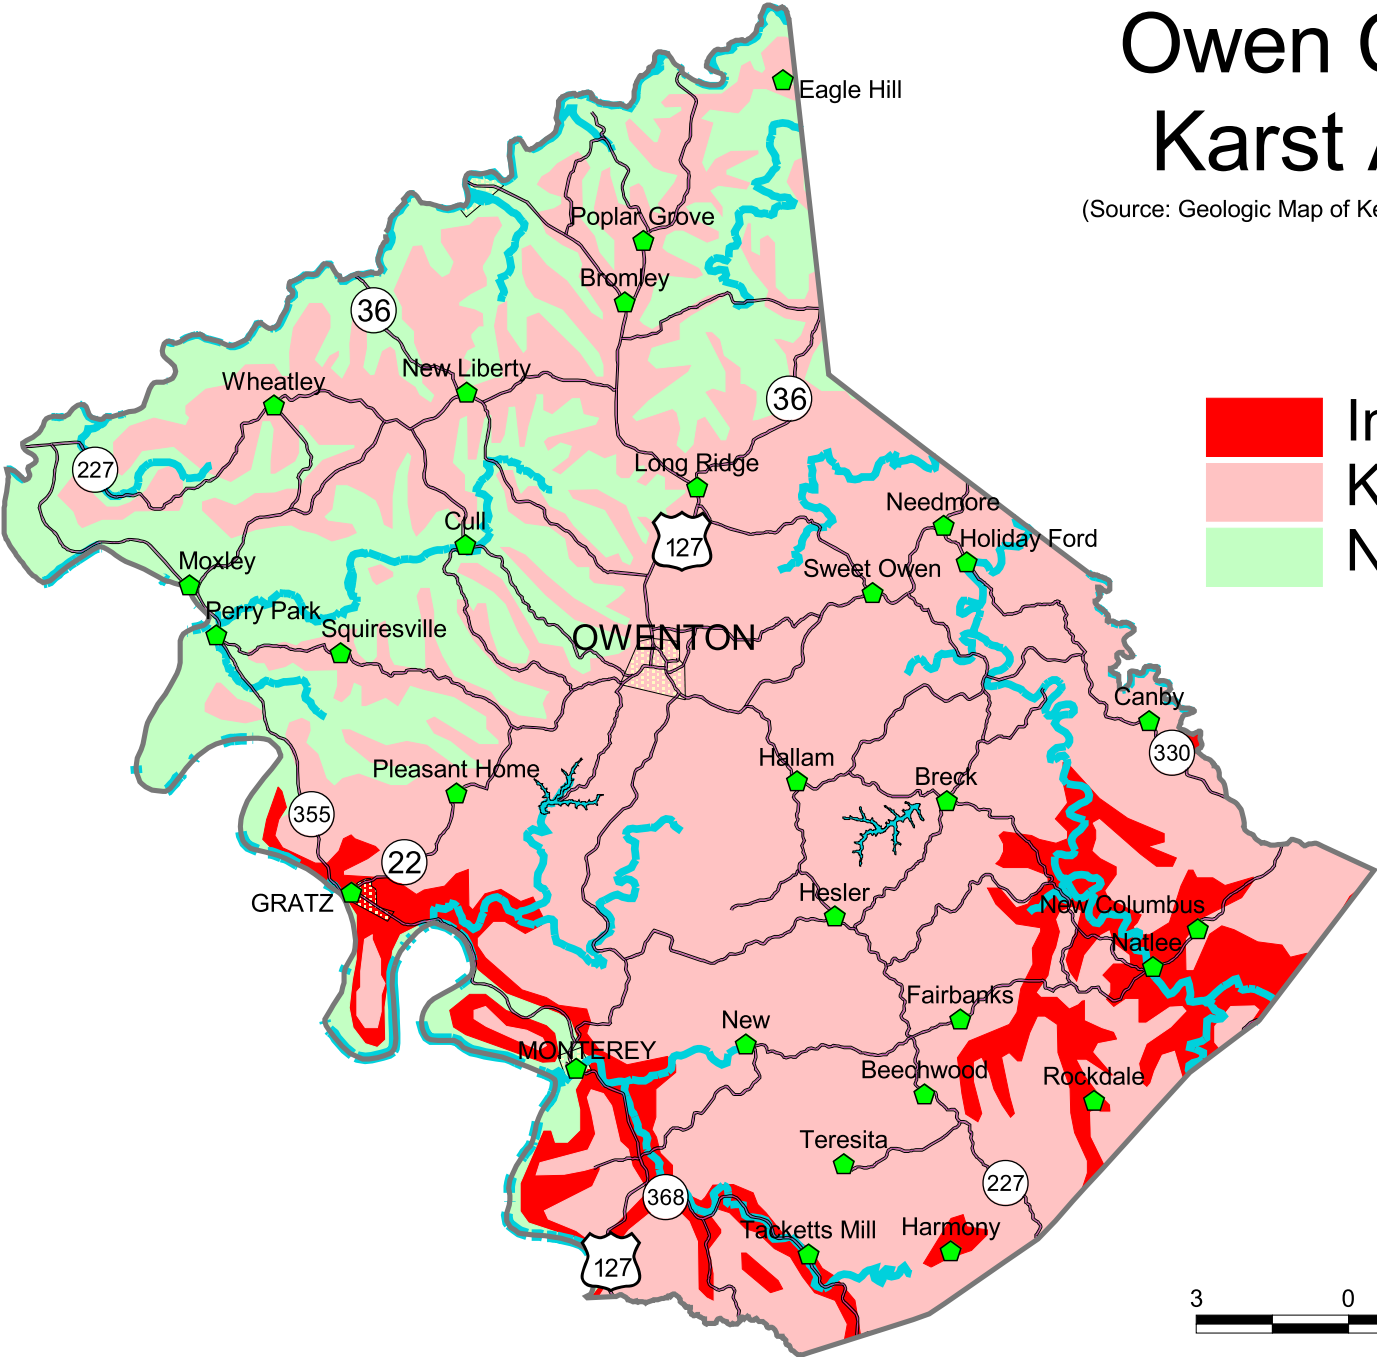 Owen C
Karst A
(Source: Geologic Map of Ke
Eagle Hill
Poplar Grove
Bromley
36
New Liberty
Wheatley
36
In
K
N
227
Long Ridge
Needmore
Cull
127
Holiday Ford
Moxley
Sweet Owen
Perry Park
Squiresville
OWENTON
Canby
330
Hallam
Pleasant Home
Breck
355
22
GRATZ
Hesler
New Columbus
Natlee
Fairbanks
New
MONTEREY
Beechwood
Rockdale
Teresita
368
227
Tacketts Mill
Harmony
127
3 0